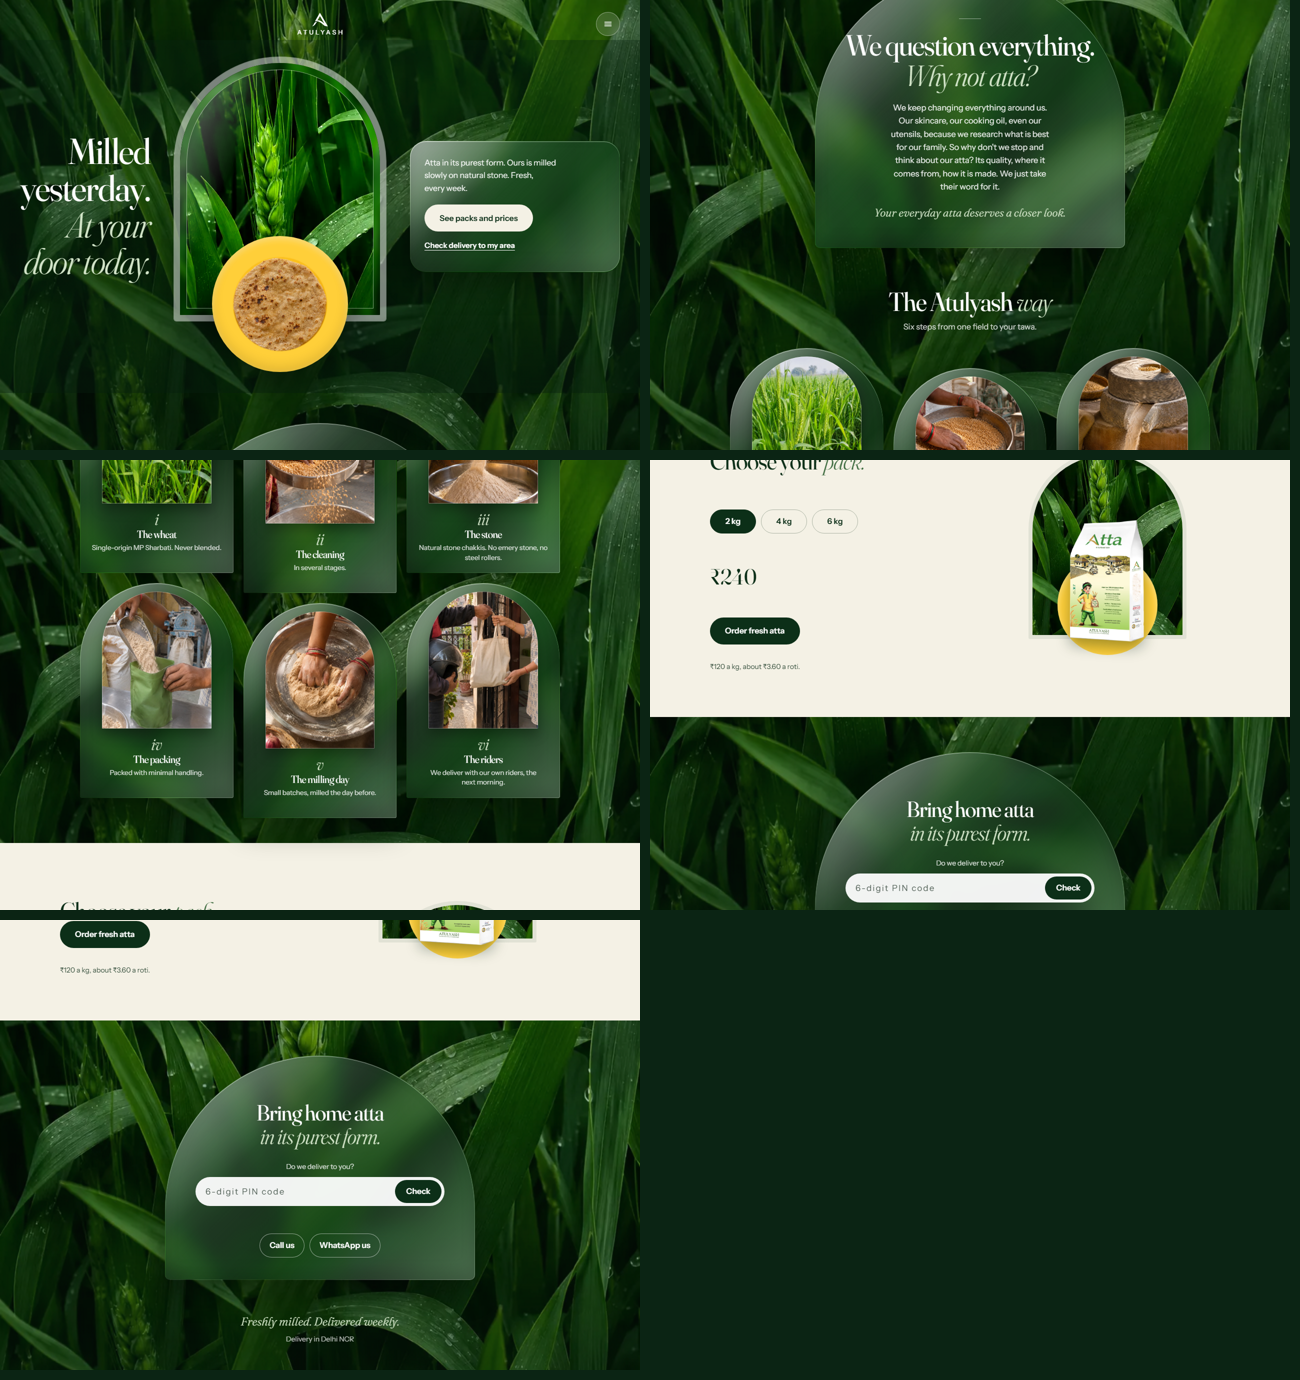 ATULYASH
Milled
yesterday.
At your
door today.
Atta in its purest form. Ours is milled
slowly on natural stone. Fresh,
every week.
See packs and prices
Check delivery to my area
We question everything.
Why not atta?
We keep changing everything around us.
Our skincare, our cooking oil, even our
utensils, because we research what is best
for our family. So why don't we stop and
think about our atta? Its quality, where it
comes from, how it is made. We just take
their word for it.
Your everyday atta deserves a closer look.
The Atulyash way
Six steps from one field to your tawa.
i
The wheat
Single-origin MP Sharbati. Never blended.
ii
The cleaning
In several stages.
iii
The stone
Natural stone chakkis. No emery stone, no
steel rollers.
iv
The packing
Packed with minimal handling.
v
The milling day
Small batches, milled the day before.
vi
The riders
We deliver with our own riders, the
next morning.
Choose your pack.
Choose your pack.
2 kg
4 kg
6 kg
₹240
Order fresh atta
₹120 a kg, about ₹3.60 a roti.
Atta
ATULYASH
Bring home atta
in its purest form.
Do we deliver to you?
6-digit PIN code
Check
Order fresh atta
₹120 a kg, about ₹3.60 a roti.
ATULYASH
Bring home atta
in its purest form.
Do we deliver to you?
6-digit PIN code
Check
Call us
WhatsApp us
Freshly milled. Delivered weekly.
Delivery in Delhi NCR